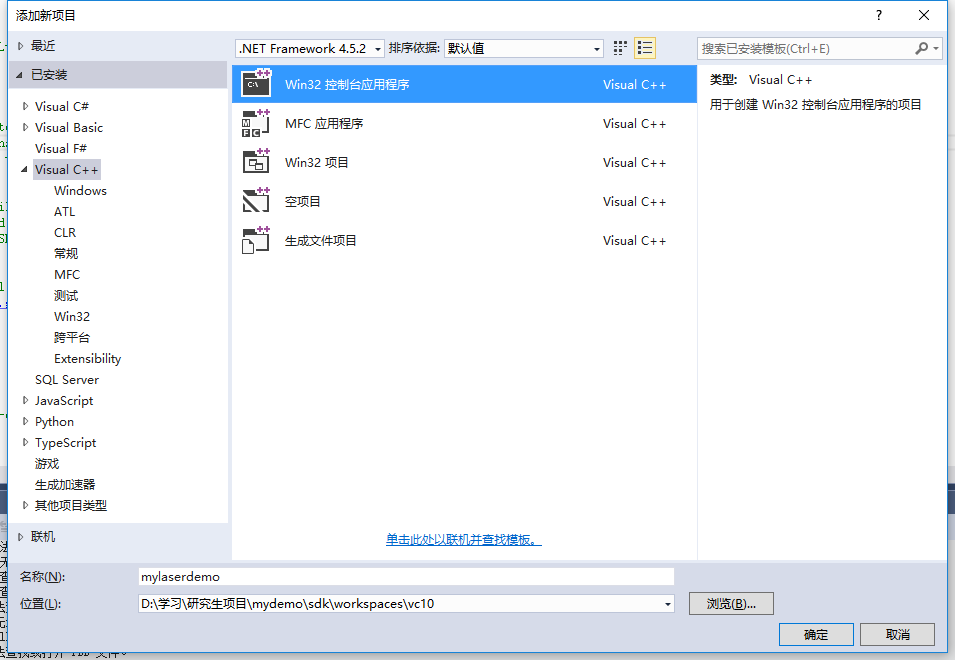 添加新项目
最近
.NET Framework 4.5.2 排序依据: 默认值
搜索已安装模板(Ctrl+E)
已安装
Visual C#
Visual Basic
Visual F#
Visual C++
Windows
ATL
CLR
常规
MFC
测试
Win32
跨平台
Extensibility
SQL Server
JavaScript
Python
TypeScript
游戏
生成加速器
其他项目类型
联机
Win32 控制台应用程序 Visual C++
MFC 应用程序 Visual C++
Win32 项目 Visual C++
空项目 Visual C++
生成文件项目 Visual C++
单击此处以联机并查找模板。
类型: Visual C++
用于创建 Win32 控制台应用程序的项目
名称(N): mylaserdemo
位置(L): D:\学习\研究生项目\mydemo\sdk\workspaces\vc10
浏览(B)...
确定 取消